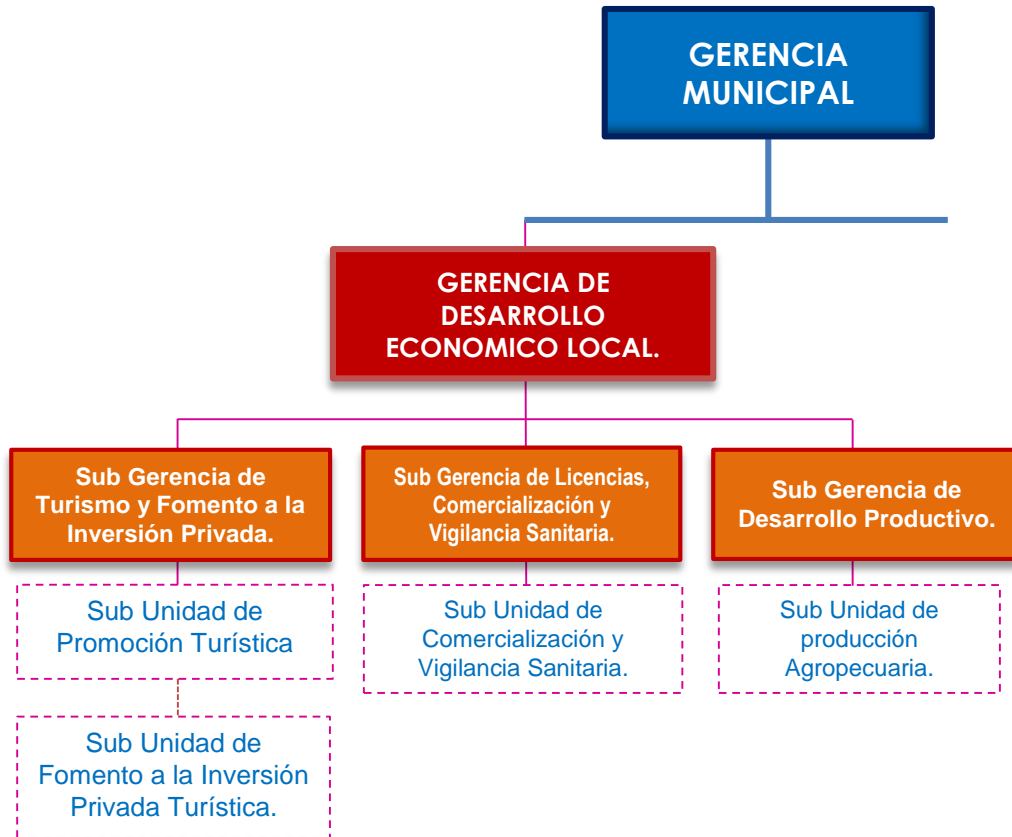 GERENCIA
MUNICIPAL
GERENCIA DE
DESARROLLO
ECONOMICO LOCAL.
Sub Gerencia de
Turismo y Fomento a la
Inversión Privada.
Sub Gerencia de Licencias,
Comercialización y
Vigilancia Sanitaria.
Sub Gerencia de
Desarrollo Productivo.
Sub Unidad de
Promoción Turística
Sub Unidad de
Comercialización y
Vigilancia Sanitaria.
Sub Unidad de
producción
Agropecuaria.
Sub Unidad de
Fomento a la Inversión
Privada Turística.